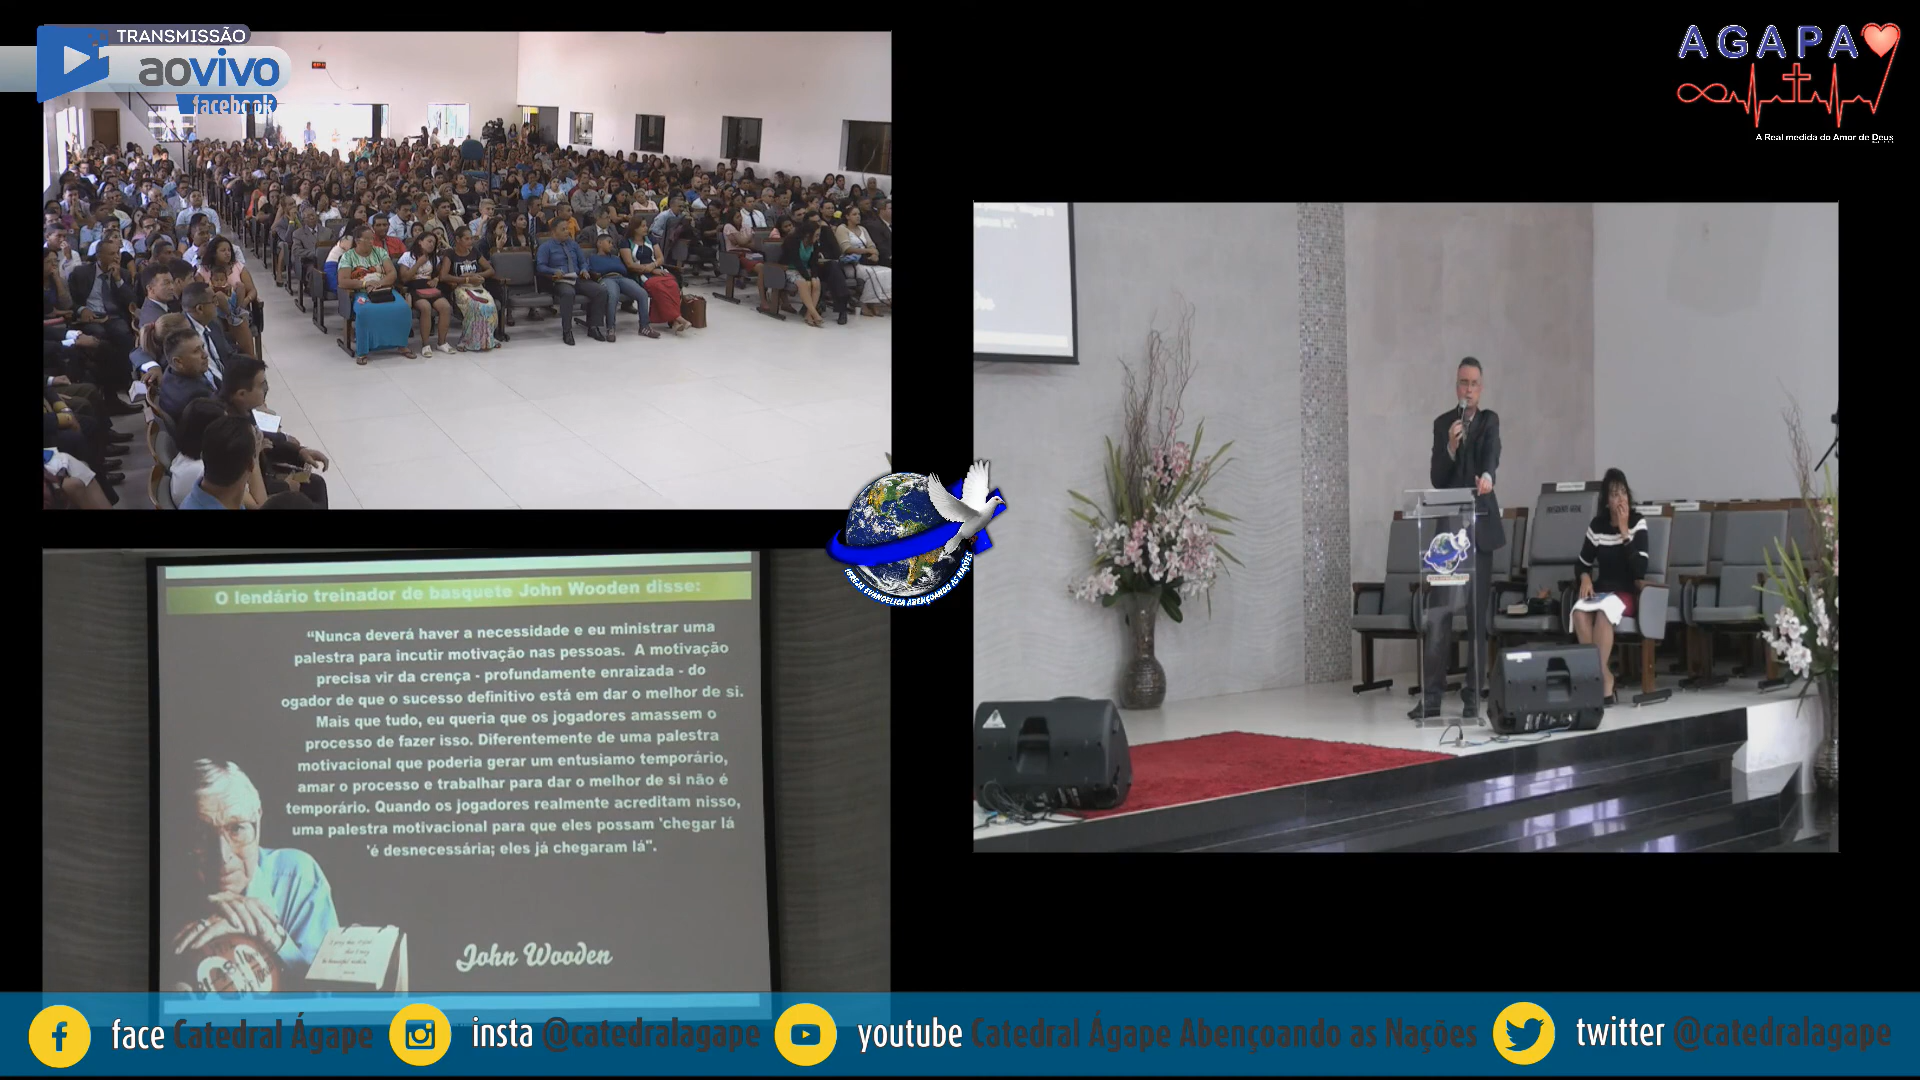 TRANSMISSÃO
aovivo
facebook
AGAPA
A Real medida do Amor de Deus
IGREJA EVANGELICA ABENÇOANDO AS NAÇÕES
O lendário treinador de basquete John Wooden disse:
“Nunca deverá haver a necessidade e eu ministrar uma
palestra para incutir motivação nas pessoas. A motivação
precisa vir da crença - profundamente enraizada - do
ogador de que o sucesso definitivo está em dar o melhor de si.
Mais que tudo, eu queria que os jogadores amassem o
processo de fazer isso. Diferentemente de uma palestra
motivacional que poderia gerar um entusiamo temporário,
amar o processo e trabalhar para dar o melhor de si não é
temporário. Quando os jogadores realmente acreditam nisso,
uma palestra motivacional para que eles possam 'chegar lá
'é desnecessária; eles já chegaram lá".
John Wooden
face Catedral Ágape
insta @catedralagape
youtube Catedral Ágape Abençoando as Nações
twitter @catedralagape